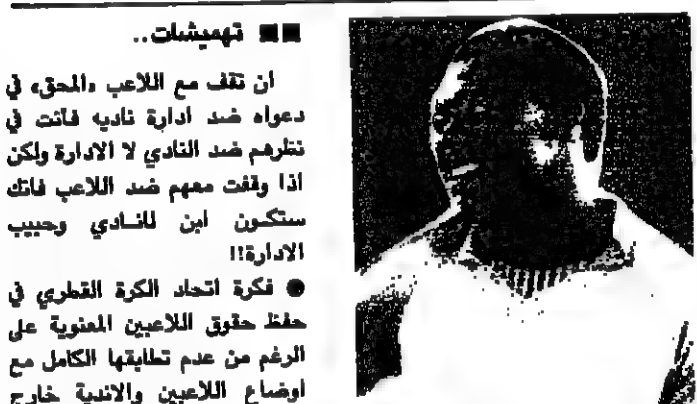 تهميشات..
ان تقف مع اللاعب «المحق» في
دعواه ضد ادارة ناديه فانت في
نظرهم ضد النادي لا الادارة ولكن
اذا وقفت معهم ضد اللاعب فانك
ستكون ابن للنادي وحبيب
الادارة!!
● فكرة اتحاد الكرة القطري في
حفظ حقوق اللاعبين المعنوية على
الرغم من عدم تطابقها الكامل مع
اوضاع اللاعبين والاندية خارج